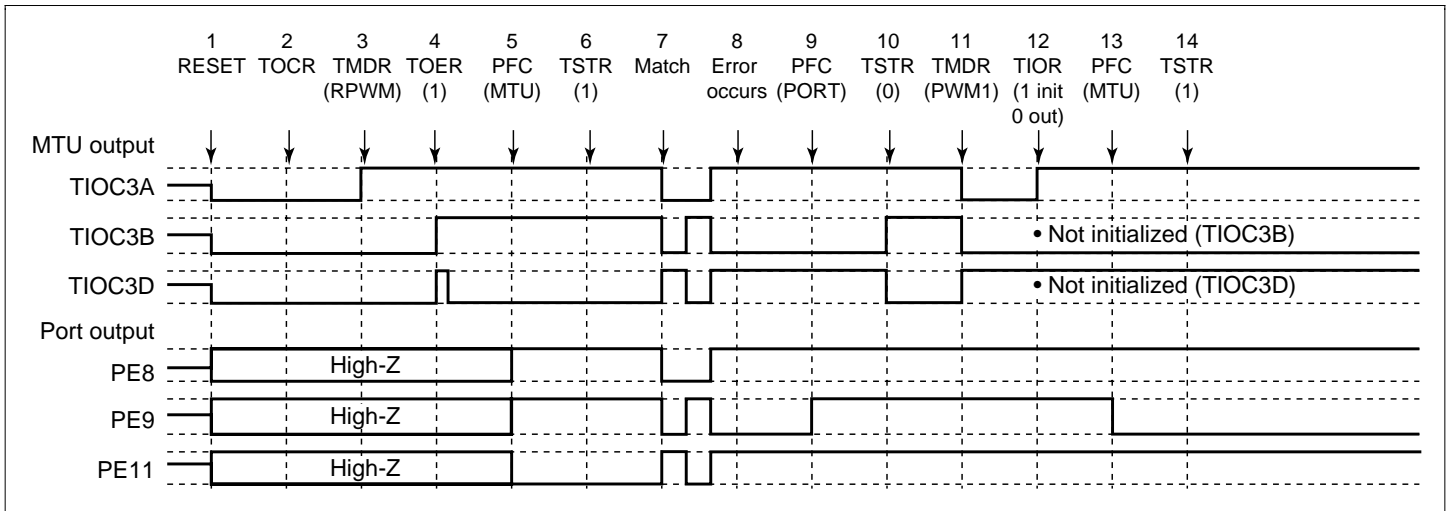 1 2 3 4 5 6 7 8 9 10 11 12 13 14
RESET TOCR TMDR TOER PFC TSTR Match Error PFC TSTR TMDR TIOR PFC TSTR
(RPWM) (1) (MTU) (1) occurs (PORT) (0) (PWM1) (1 init (MTU) (1)
0 out)
MTU output
TIOC3A
TIOC3B • Not initialized (TIOC3B)
TIOC3D • Not initialized (TIOC3D)
Port output
PE8 High-Z
PE9 High-Z
PE11 High-Z